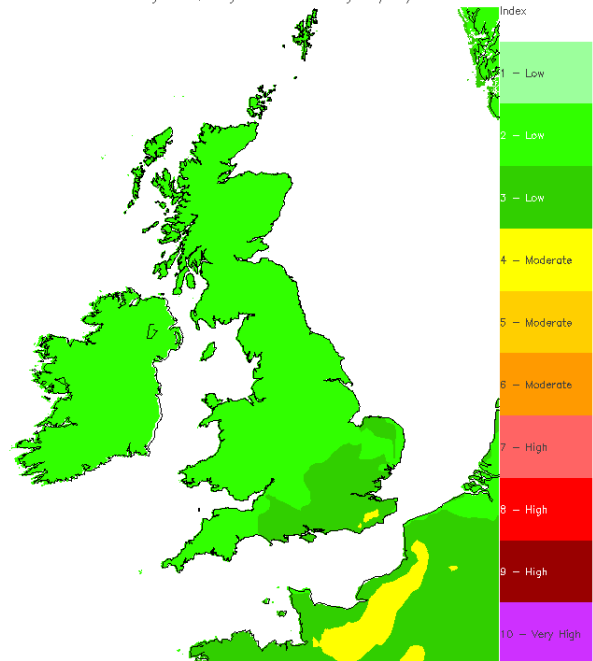 Index
1 - Low
2 - Low
3 - Low
4 - Moderate
5 - Moderate
6 - Moderate
7 - High
8 - High
9 - High
10 - Very High